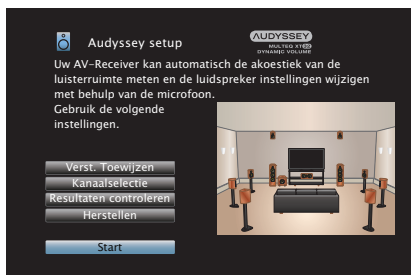 Audyssey setup
AUDYSSEY
MULTEQ XT32
DYNAMIC VOLUME
Uw AV-Receiver kan automatisch de akoestiek van de
luisterruimte meten en de luidspreker instellingen wijzigen
met behulp van de microfoon.
Gebruik de volgende
instellingen.
Verst. Toewijzen
Kanaalselectie
Resultaten controleren
Herstellen
Start